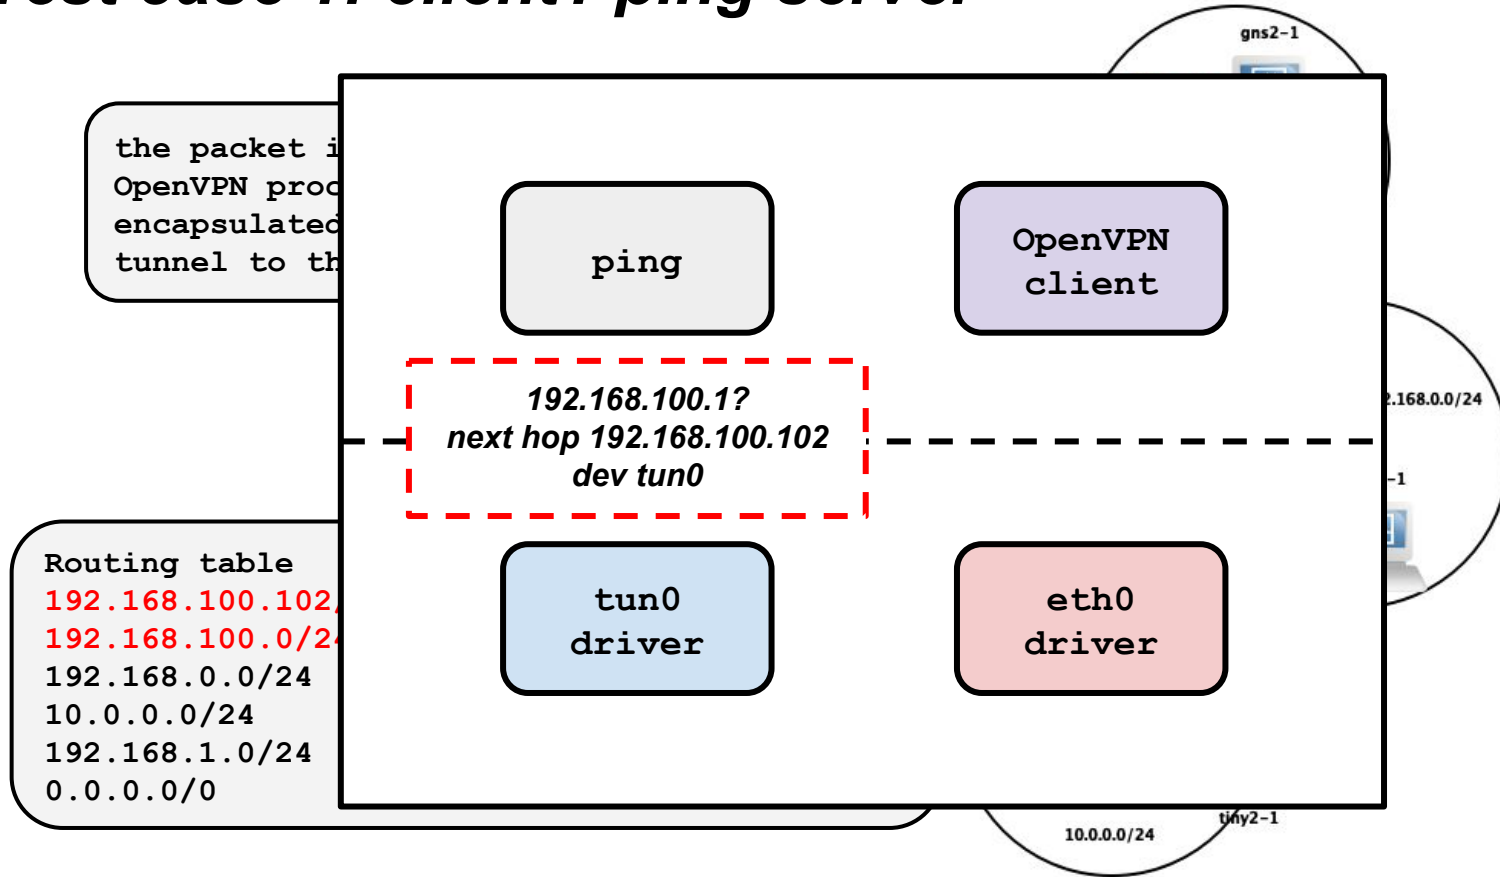 ping server
gns2-1
the packet
OpenVPN
encapsulated
tunnel to
ping
OpenVPN
client
192.168.100.1?
next hop 192.168.100.102
dev tun0
.168.0.0/24
-1
Routing table
192.168.100.102
192.168.100.0/24
192.168.0.0/24
10.0.0.0/24
192.168.1.0/24
0.0.0.0/0
tun0
driver
eth0
driver
tiny2-1
10.0.0.0/24